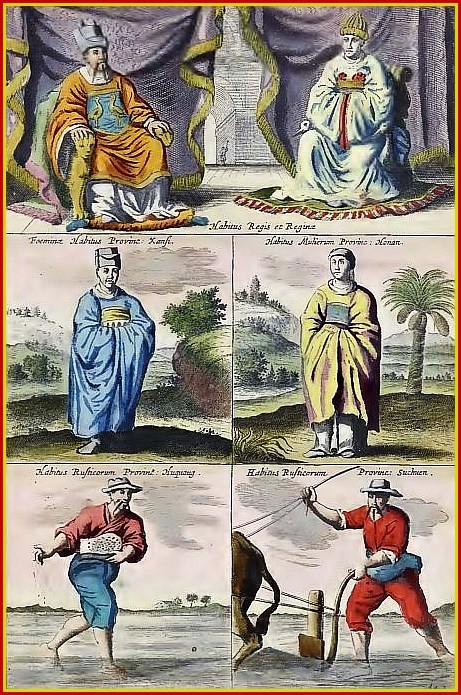 Habitus Regis et Reginæ
Foeminæ Habitus Provinc: Xansi.
Habitus Mulierum Provinc: Honan.
Habitus Rusticorum Provinc: Huquang.
Habitus Rusticorum Provinc: Suchuen.